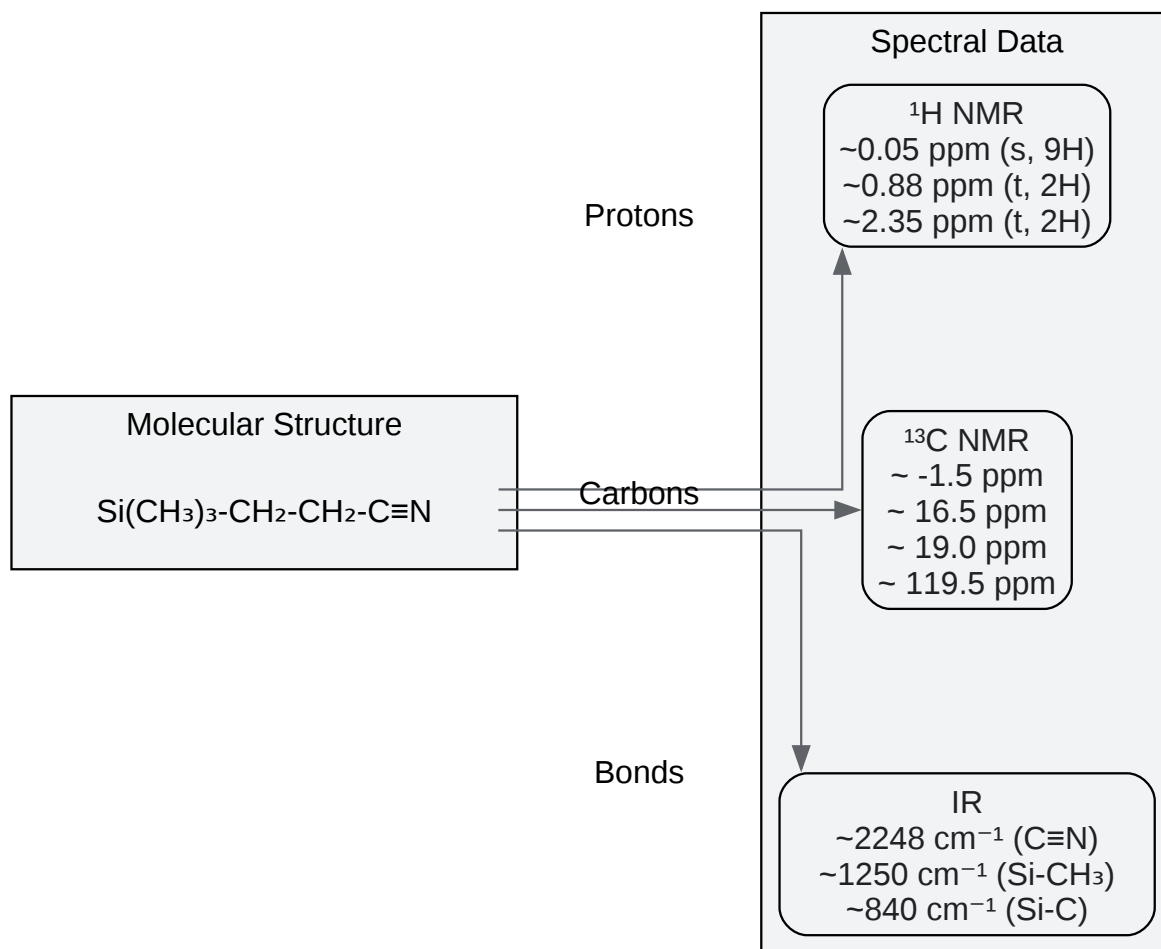 Spectral Data
¹H NMR
~0.05 ppm (s, 9H)
~0.88 ppm (t, 2H)
~2.35 ppm (t, 2H)
Protons
Molecular Structure
Si(CH₃)₃-CH₂-CH₂-C≡N
Carbons
¹³C NMR
~ -1.5 ppm
~ 16.5 ppm
~ 19.0 ppm
~ 119.5 ppm
Bonds
IR
~2248 cm⁻¹ (C≡N)
~1250 cm⁻¹ (Si-CH₃)
~840 cm⁻¹ (Si-C)